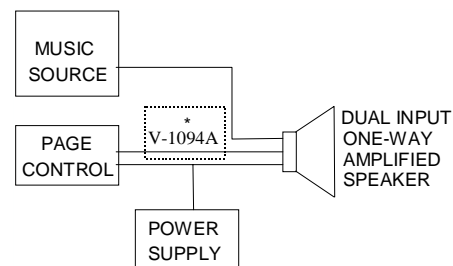 MUSIC
SOURCE
*
V-1094A
PAGE
CONTROL
DUAL INPUT
ONE-WAY
AMPLIFIED
SPEAKER
POWER
SUPPLY